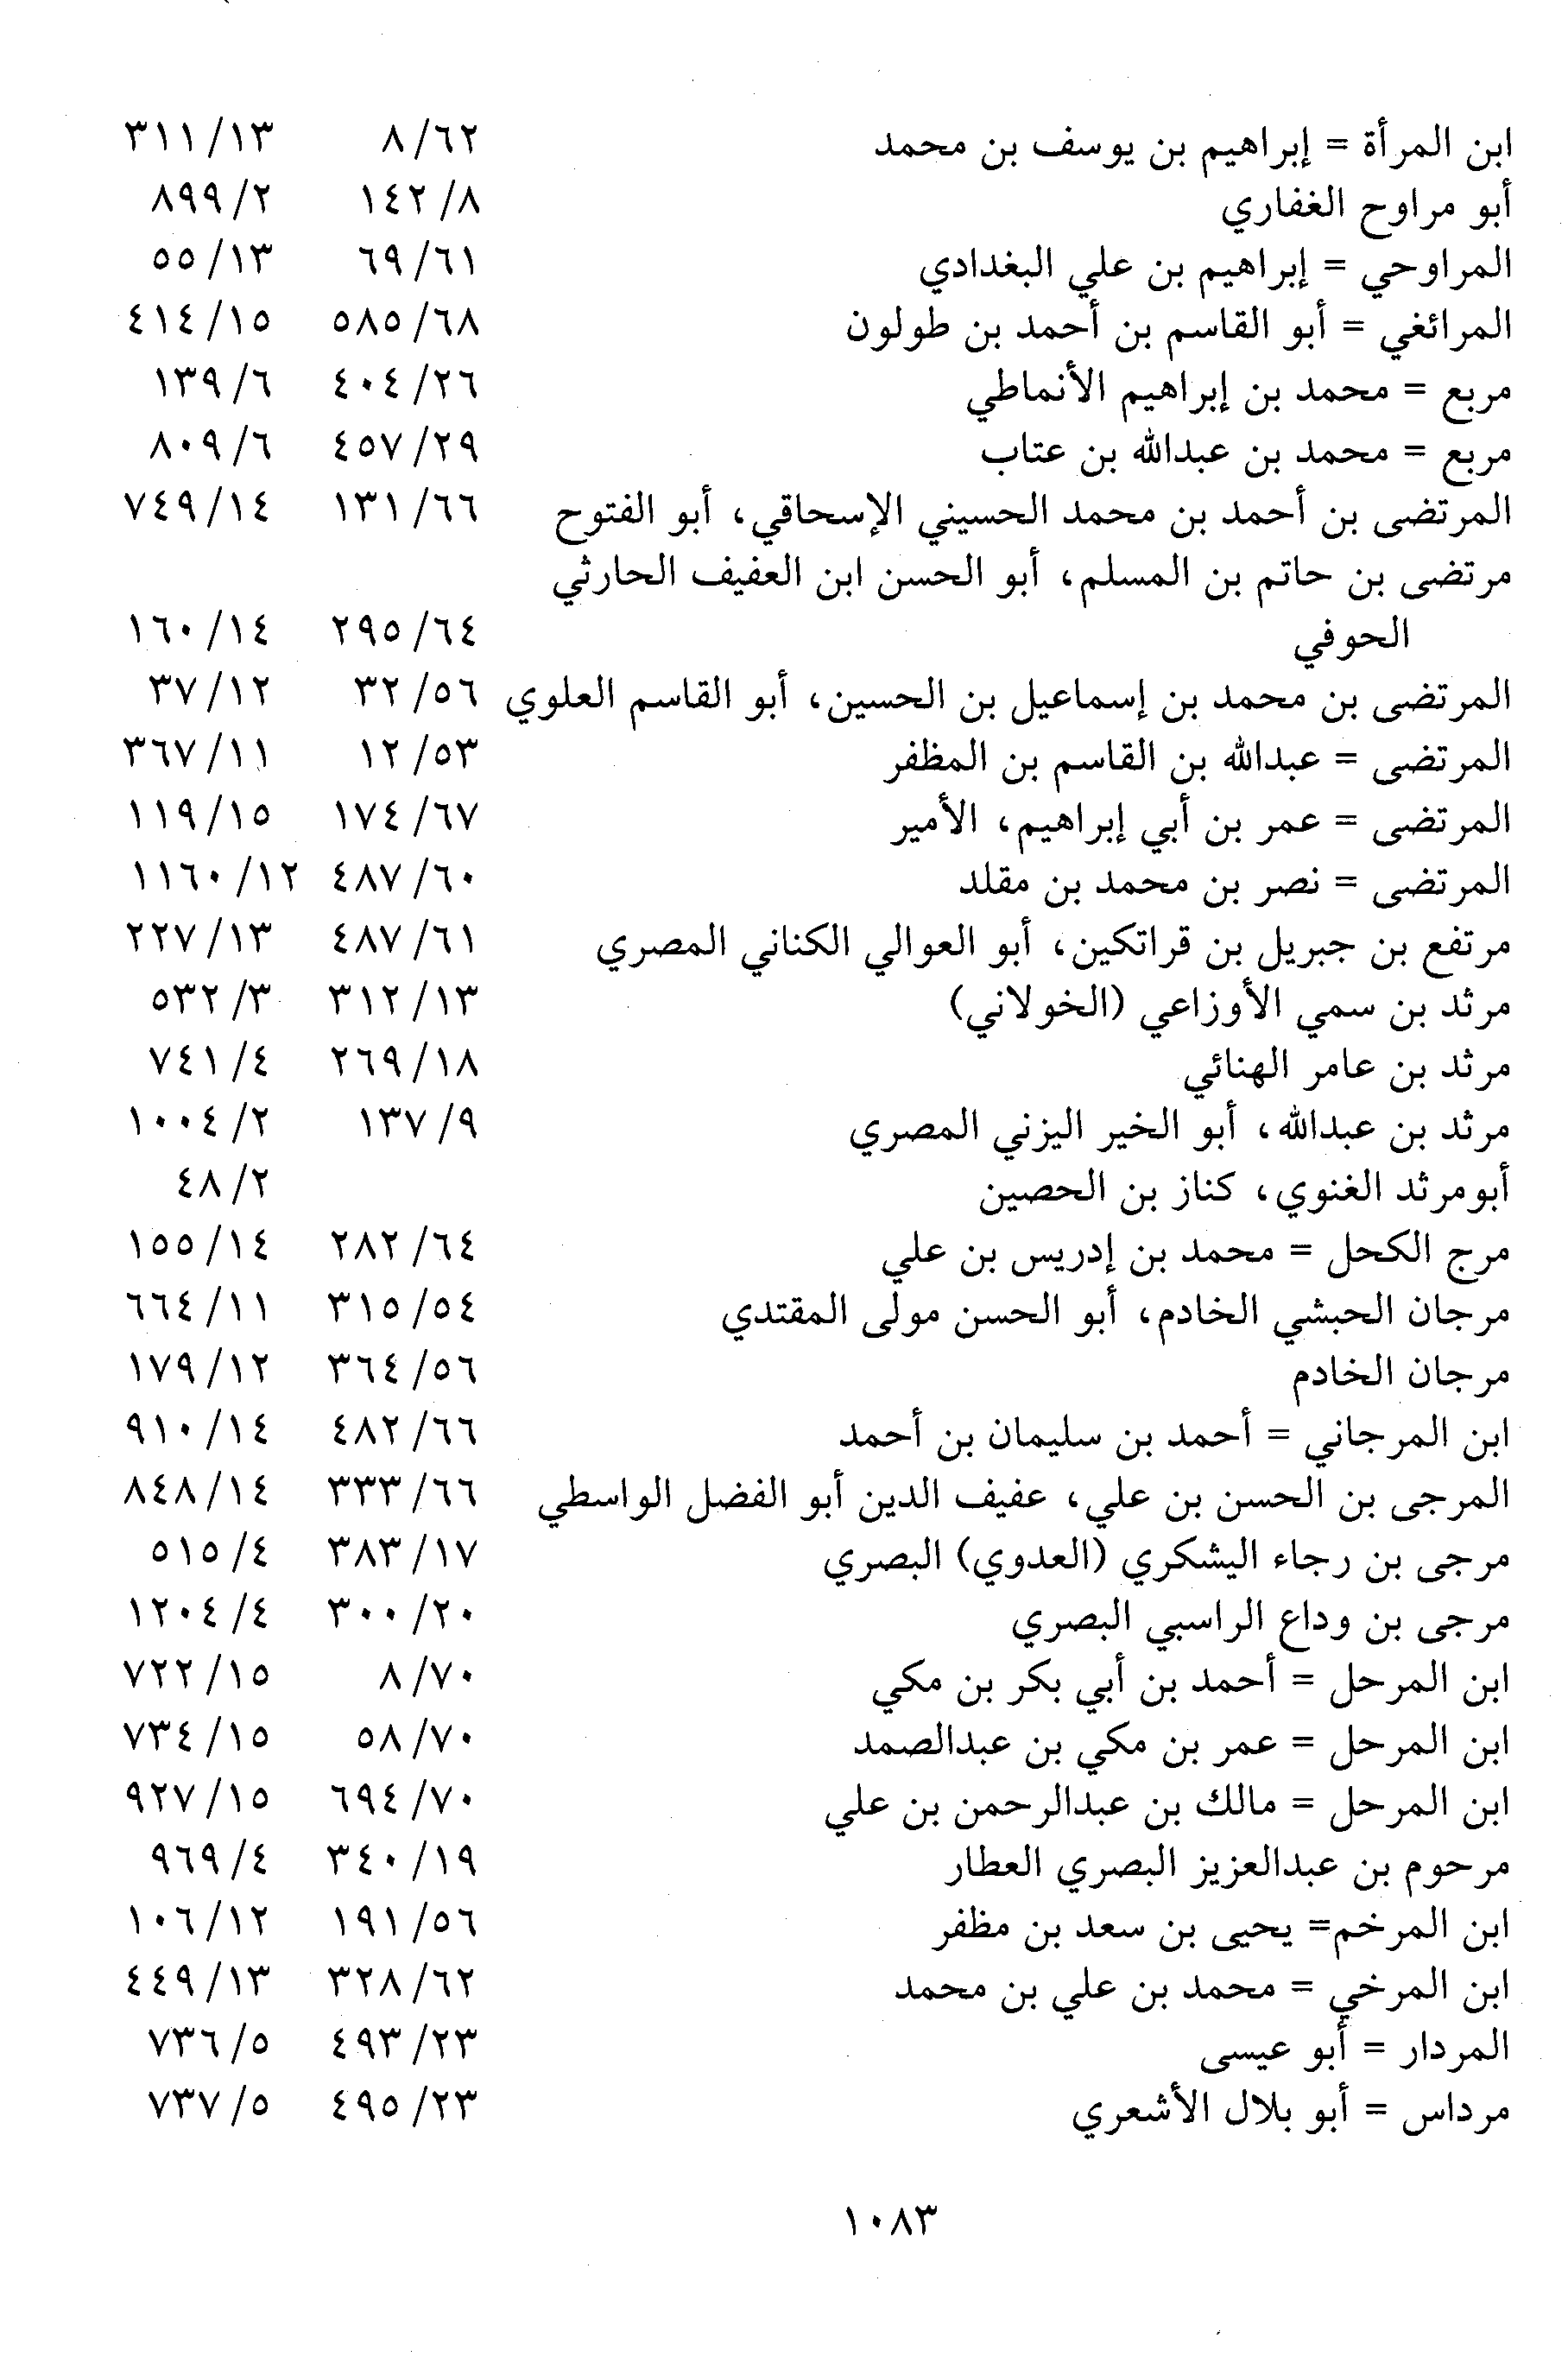 ابن المرأة = إبراهيم بن يوسف بن محمد ٦٢/ ٨ ١٣/ ٣١١
أبو مراوح الغفاري ٨/ ١٤٢ ٢/ ٨٩٩
المراوحي = إبراهيم بن علي البغدادي ٦١/ ٦٩ ١٣/ ٥٥
المرائغي = أبو القاسم بن أحمد بن طولون ٦٨/ ٥٨٥ ١٥/ ٤١٤
مربع = محمد بن إبراهيم الأنماطي ٢٦/ ٤٠٤ ٦/ ١٣٩
مربع = محمد بن عبدالله بن عتاب ٢٩/ ٤٥٧ ٦/ ٨٠٩
المرتضى بن أحمد بن محمد الحسيني الإسحاقي، أبو الفتوح ٦٦/ ١٣١ ١٤/ ٧٤٩
مرتضى بن حاتم بن المسلم، أبو الحسن ابن العفيف الحارثي
الحوفي ٦٤/ ٢٩٥ ١٤/ ١٦٠
المرتضى بن محمد بن إسماعيل بن الحسين، أبو القاسم العلوي ٥٦/ ٣٢ ١٢/ ٣٧
المرتضى = عبدالله بن القاسم بن المظفر ٥٣/ ١٢ ١١/ ٣٦٧
المرتضى = عمر بن أبي إبراهيم، الأمير ٦٧/ ١٧٤ ١٥/ ١١٩
المرتضى = نصر بن محمد بن مقلد ٦٠/ ٤٨٧ ١٢/ ١١٦٠
مرتفع بن جبريل بن قراتكين، أبو العوالي الكناني المصري ٦١/ ٤٨٧ ١٣/ ٢٢٧
مرثد بن سمي الأوزاعي (الخولاني) ١٣/ ٣١٢ ٣/ ٥٣٢
مرثد بن عامر الهنائي ١٨/ ٢٦٩ ٤/ ٧٤١
مرثد بن عبدالله، أبو الخير اليزني المصري ٩/ ١٣٧ ٢/ ١٠٠٤
أبومرثد الغنوي، كناز بن الحصين ٢/ ٤٨
مرج الكحل = محمد بن إدريس بن علي ٦٤/ ٢٨٢ ١٤/ ١٥٥
مرجان الحبشي الخادم، أبو الحسن مولى المقتدي ٥٤/ ٣١٥ ١١/ ٦٦٤
مرجان الخادم ٥٦/ ٣٦٤ ١٢/ ١٧٩
ابن المرجاني = أحمد بن سليمان بن أحمد ٦٦/ ٤٨٢ ١٤/ ٩١٠
المرجى بن الحسن بن علي، عفيف الدين أبو الفضل الواسطي ٦٦/ ٣٣٣ ١٤/ ٨٤٨
مرجى بن رجاء اليشكري (العدوي) البصري ١٧/ ٣٨٣ ٤/ ٥١٥
مرجى بن وداع الراسبي البصري ٢٠/ ٣٠٠ ٤/ ١٢٠٤
ابن المرحل = أحمد بن أبي بكر بن مكي ٧٠/ ٨ ١٥/ ٧٢٢
ابن المرحل = عمر بن مكي بن عبدالصمد ٧٠/ ٥٨ ١٥/ ٧٣٤
ابن المرحل = مالك بن عبدالرحمن بن علي ٧٠/ ٦٩٤ ١٥/ ٩٢٧
مرحوم بن عبدالعزيز البصري العطار ١٩/ ٣٤٠ ٤/ ٩٦٩
ابن المرخم= يحيى بن سعد بن مظفر ٥٦/ ١٩١ ١٢/ ١٠٦
ابن المرخي = محمد بن علي بن محمد ٦٢/ ٣٢٨ ١٣/ ٤٤٩
المردار = أبو عيسى ٢٣/ ٤٩٣ ٥/ ٧٣٦
مرداس = أبو بلال الأشعري ٢٣/ ٤٩٥ ٥/ ٧٣٧
١٠٨٣